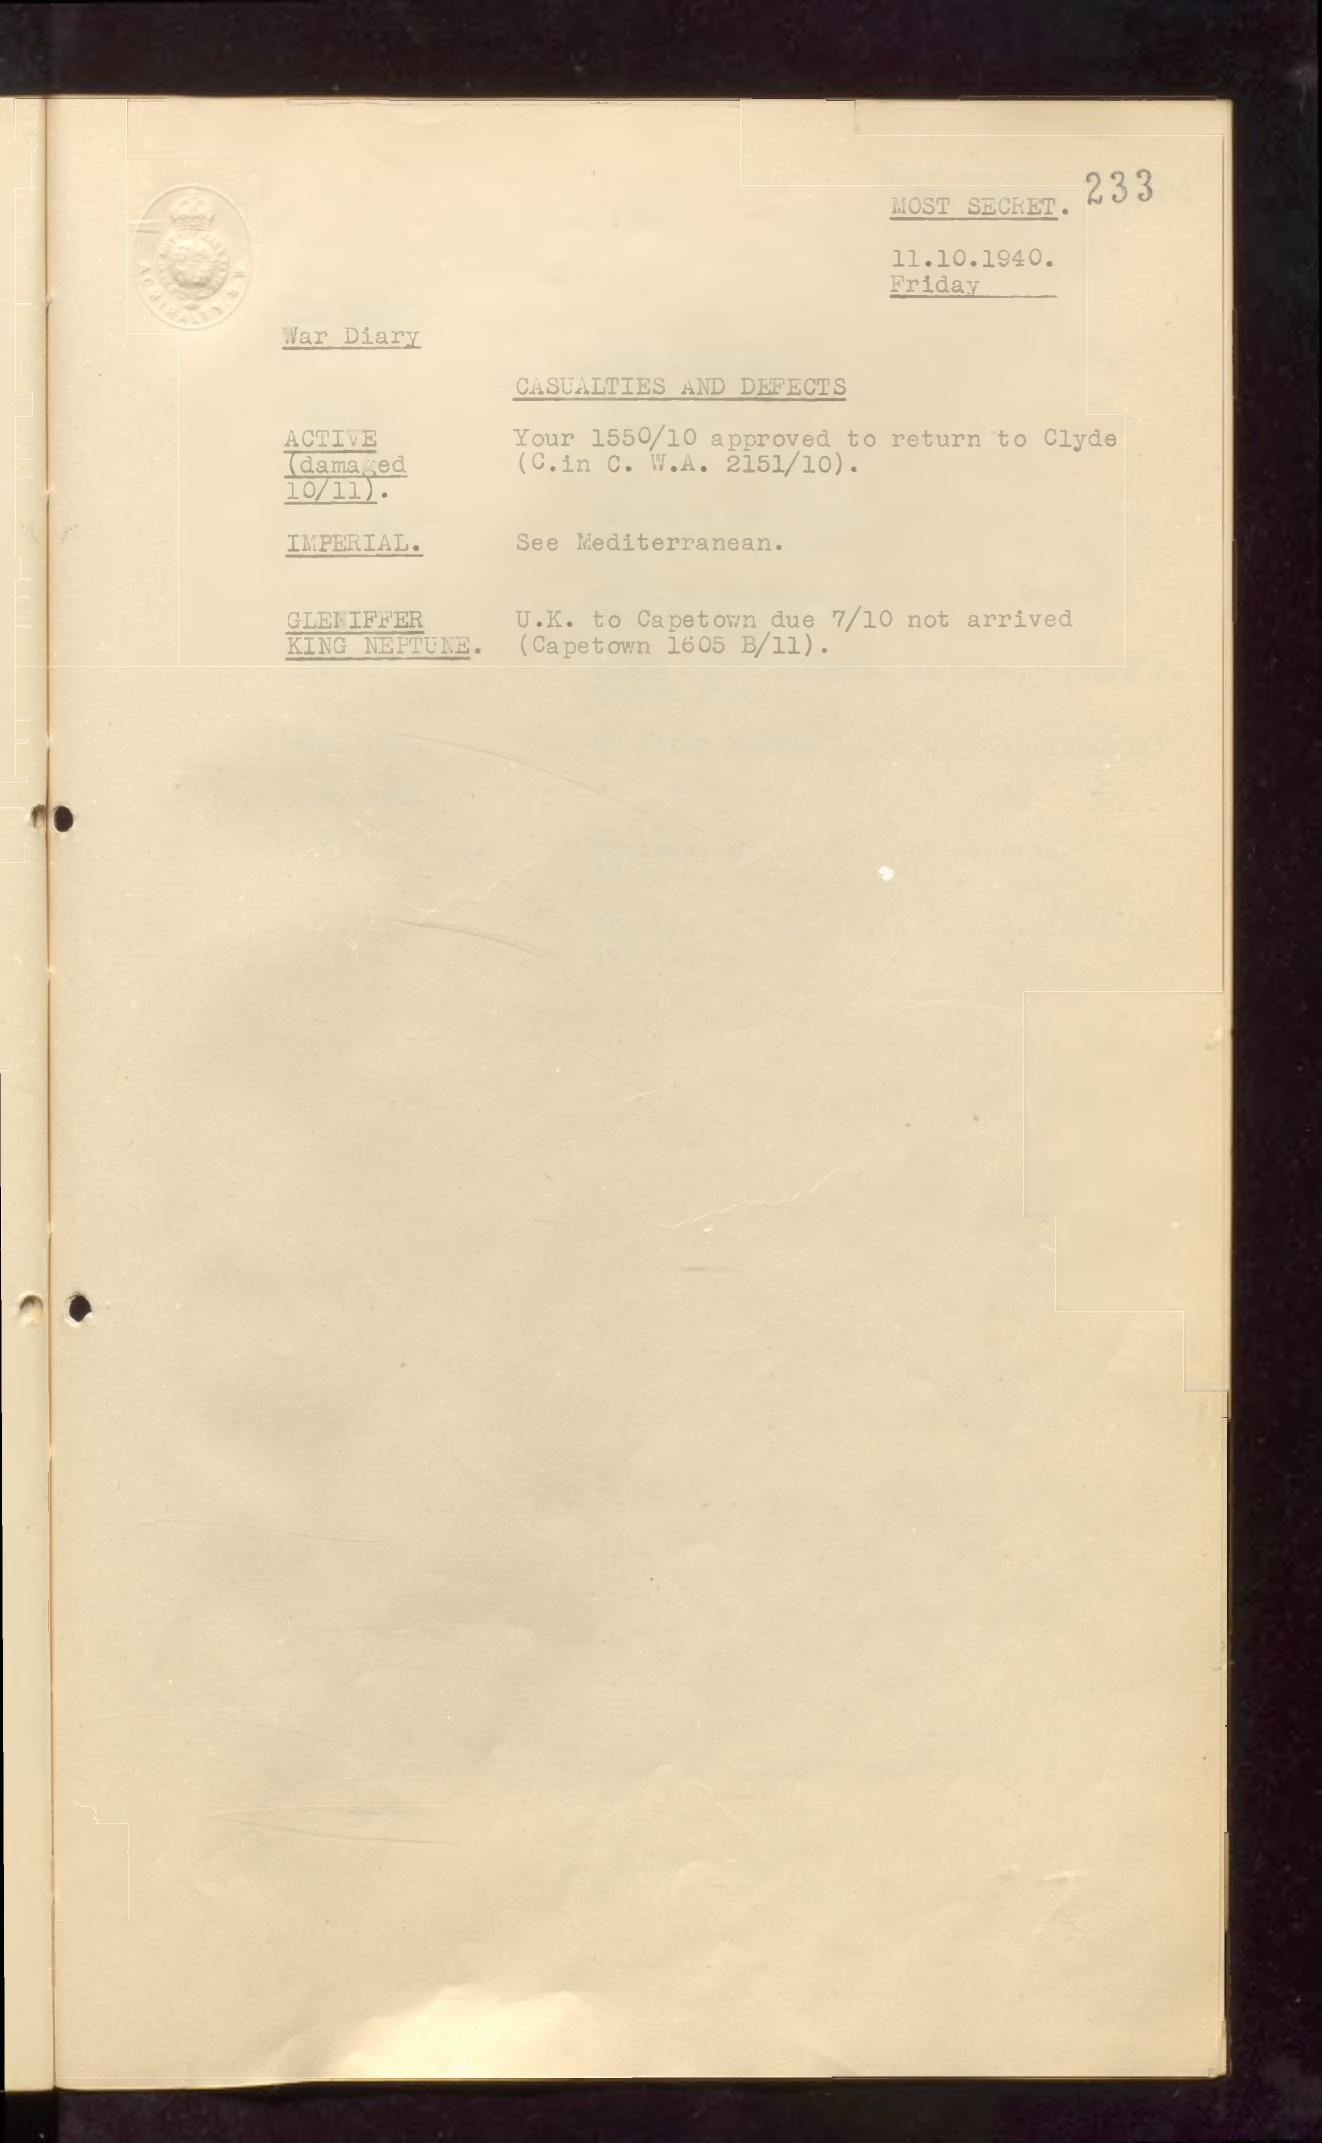 233
MOST SECRET.
11.10.1940.
Friday
ADMIRALTY S.W.
War Diary
CASUALTIES AND DEFECTS
ACTIVE Your 1550/10 approved to return to Clyde
(damaged (C.in C. W.A. 2151/10).
10/11).
IMPERIAL. See Mediterranean.
GLENIFFER U.K. to Capetown due 7/10 not arrived
KING NEPTUNE. (Capetown 1605 B/11).